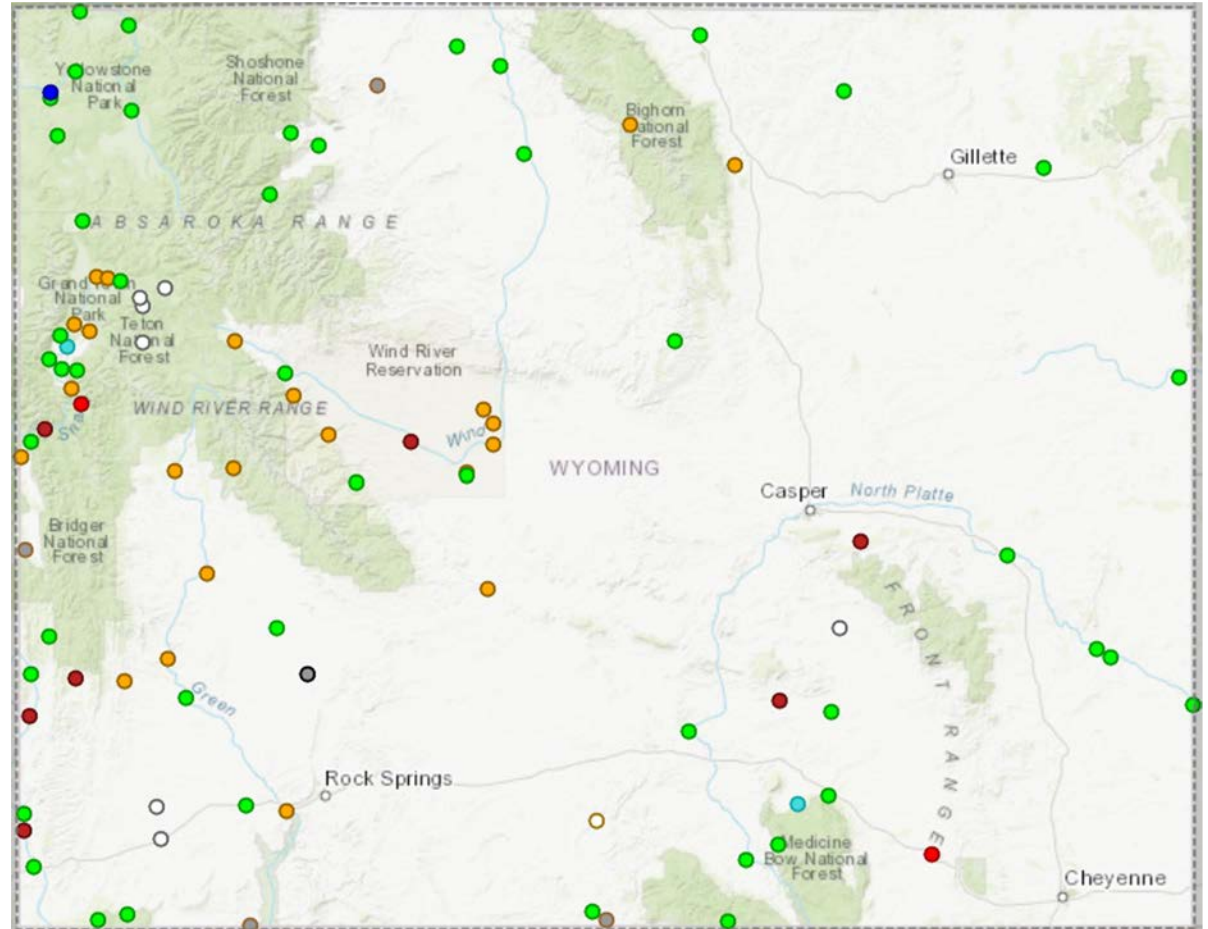 Yellowstone
National
Park
Shoshone
National
Forest
Bighorn
National
Forest
Gillette
ABSAROKA RANGE
Grand Teton
National
Park
Teton
National
Forest
Wind River
Reservation
WIND RIVER RANGE
Sna
Wind
WYOMING
Casper
North Platte
Bridger
National
Forest
FRONT RANGE
Green
Rock Springs
Medicine
Bow National
Forest
Cheyenne